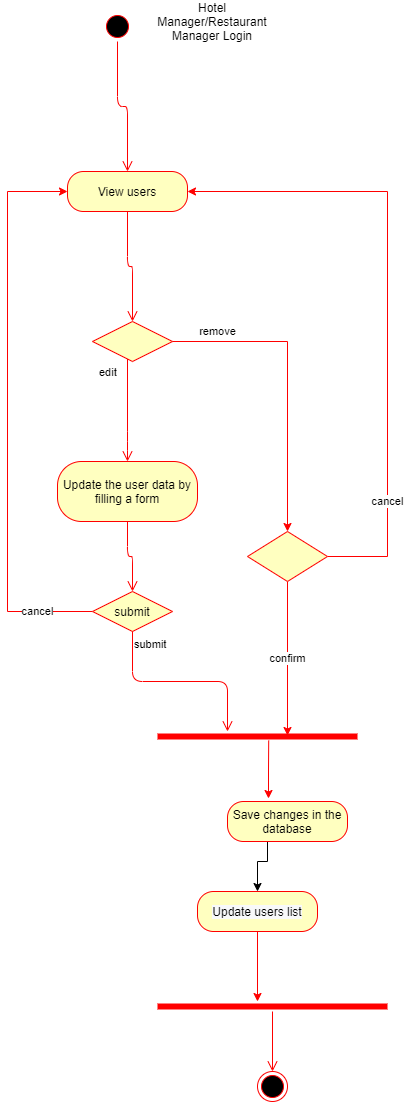 Hotel
Manager/Restaurant
Manager Login
View users
remove
edit
Update the user data by
filling a form
cancel
cancel
submit
submit
confirm
Save changes in the
database
Update users list